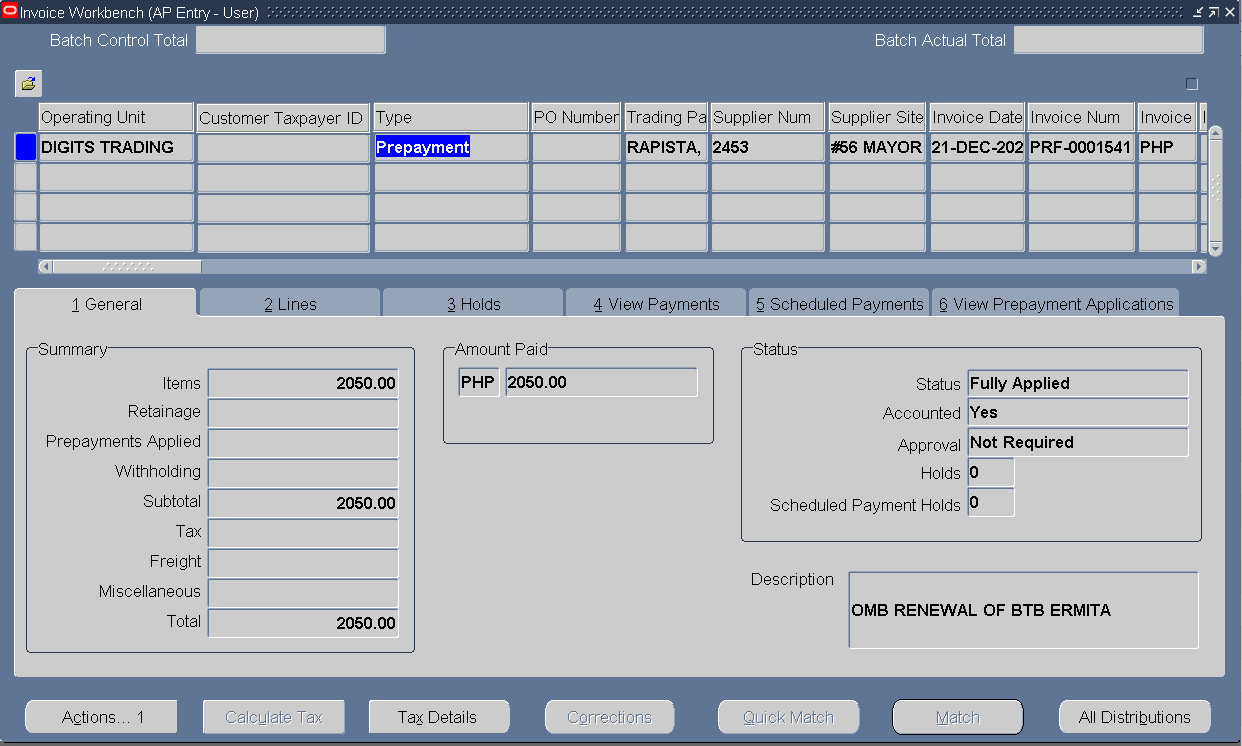 Invoice Workbench (AP Entry - User)
Batch Control Total
Batch Actual Total
Operating Unit Customer Taxpayer ID Type PO Number Trading Pa Supplier Num Supplier Site Invoice Date Invoice Num Invoice
DIGITS TRADING Prepayment RAPISTA, 2453 #56 MAYOR 21-DEC-202 PRF-0001541 PHP
1 General 2 Lines 3 Holds 4 View Payments 5 Scheduled Payments 6 View Prepayment Applications
Summary
Items 2050.00
Retainage
Prepayments Applied
Withholding
Subtotal 2050.00
Tax
Freight
Miscellaneous
Total 2050.00
Amount Paid
PHP 2050.00
Status
Status Fully Applied
Accounted Yes
Approval Not Required
Holds 0
Scheduled Payment Holds 0
Description OMB RENEWAL OF BTB ERMITA
Actions... 1 Calculate Tax Tax Details Corrections Quick Match Match All Distributions